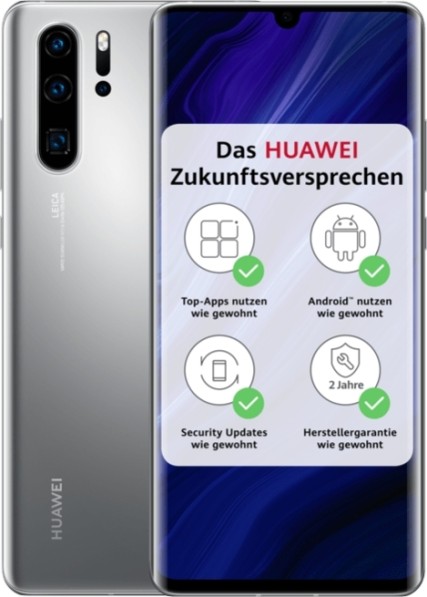 LEICA
HUAWEI
Das HUAWEI
Zukunftsversprechen
Top-Apps nutzen
wie gewohnt
Android™ nutzen
wie gewohnt
Security Updates
wie gewohnt
2 Jahre
Herstellergarantie
wie gewohnt